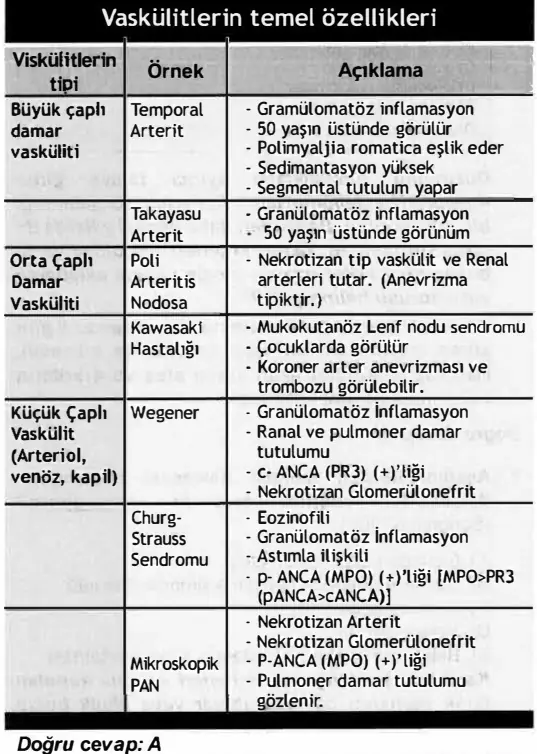 Vaskülitlerin temel özellikleri
Viskülitlerin tipi
Örnek
Açıklama
Büyük çaplı damar vasküliti
Temporal Arterit
- Gramülomatöz inflamasyon
- 50 yaşın üstünde görülür
- Polimyaljia romatica eşlik eder
- Sedimantasyon yüksek
- Segmental tutulum yapar
Takayasu Arterit
- Granülomatöz inflamasyon
- 50 yaşın üstünde görünüm
Orta Çaplı Damar Vasküliti
Poli Arteritis Nodosa
- Nekrotizan tip vaskülit ve Renal
arterleri tutar. (Anevrizma
tipiktir.)
Kawasaki Hastalığı
- Mukokutanöz Lenf nodu sendromu
- Çocuklarda görülür
- Koroner arter anevrizması ve
trombozu görülebilir.
Küçük Çaplı Vaskülit (Arteriol, venöz, kapil)
Wegener
- Granülomatöz İnflamasyon
- Ranal ve pulmoner damar
tutulumu
- c- ANCA (PR3) (+)'liği
- Nekrotizan Glomerülonefrit
Churg-Strauss Sendromu
- Eozinofili
- Granülomatöz İnflamasyon
- Astımla ilişkili
- p- ANCA (MPO) (+)'liği [MPO>PR3
(pANCA>cANCA)]
Mikroskopik PAN
- Nekrotizan Arterit
- Nekrotizan Glomerülonefrit
- P-ANCA (MPO) (+)'liği
- Pulmoner damar tutulumu
gözlenir.
Doğru cevap: A